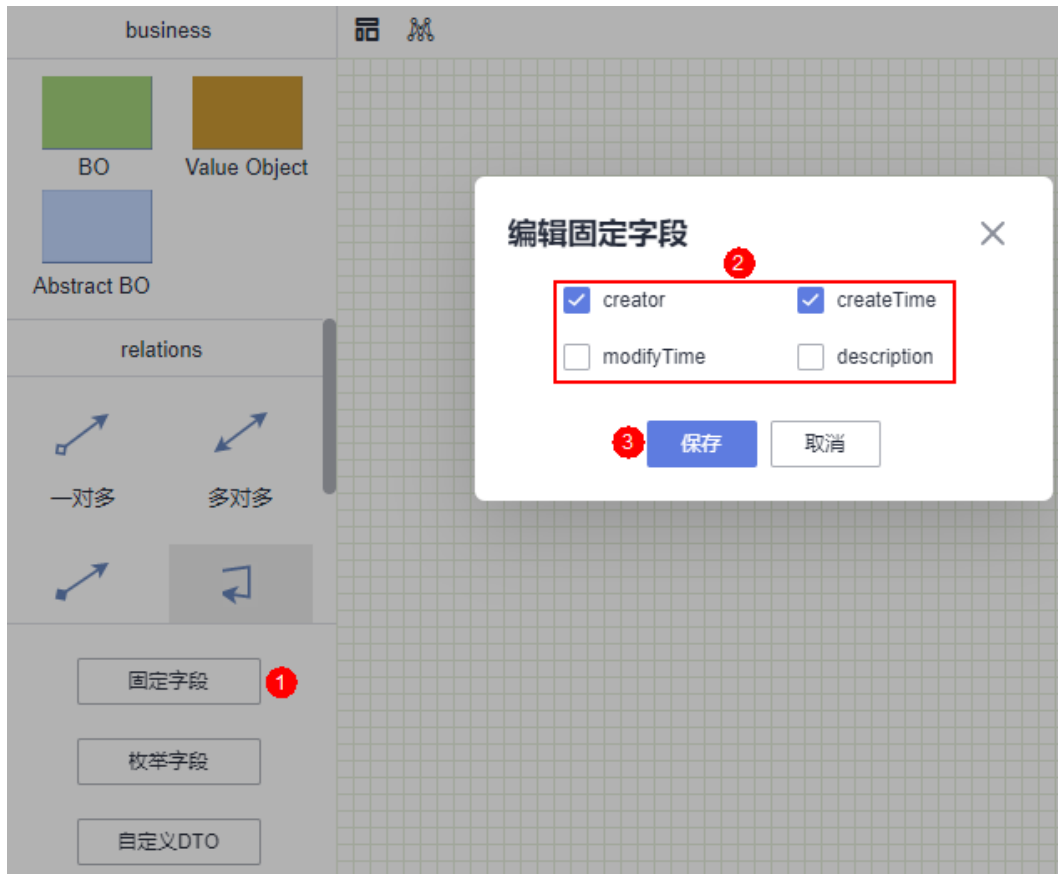 business
BO
Value Object
Abstract BO
relations
一对多
多对多
固定字段
1
枚举字段
自定义DTO
编辑固定字段
2
creator
createTime
modifyTime
description
3
保存
取消